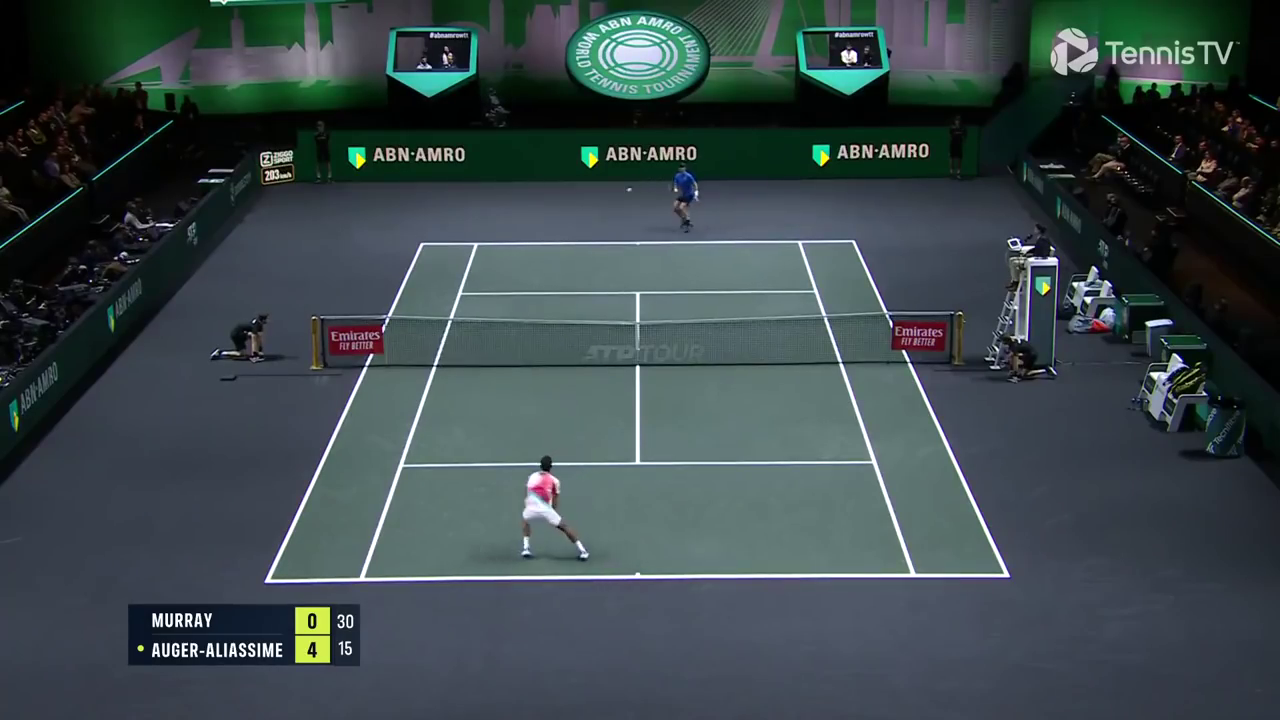 #abnamrowtt
ABN AMRO
WORLD TENNIS TOURNAMENT
#abnamrowtt
TennisTV
ZIGGO SPORT
203 km/h
ABN·AMRO
ABN·AMRO
ABN·AMRO
ABN·AMRO
Emirates
FLY BETTER
ATP TOUR
Emirates
FLY BETTER
MURRAY 0 30
AUGER-ALIASSIME 4 15